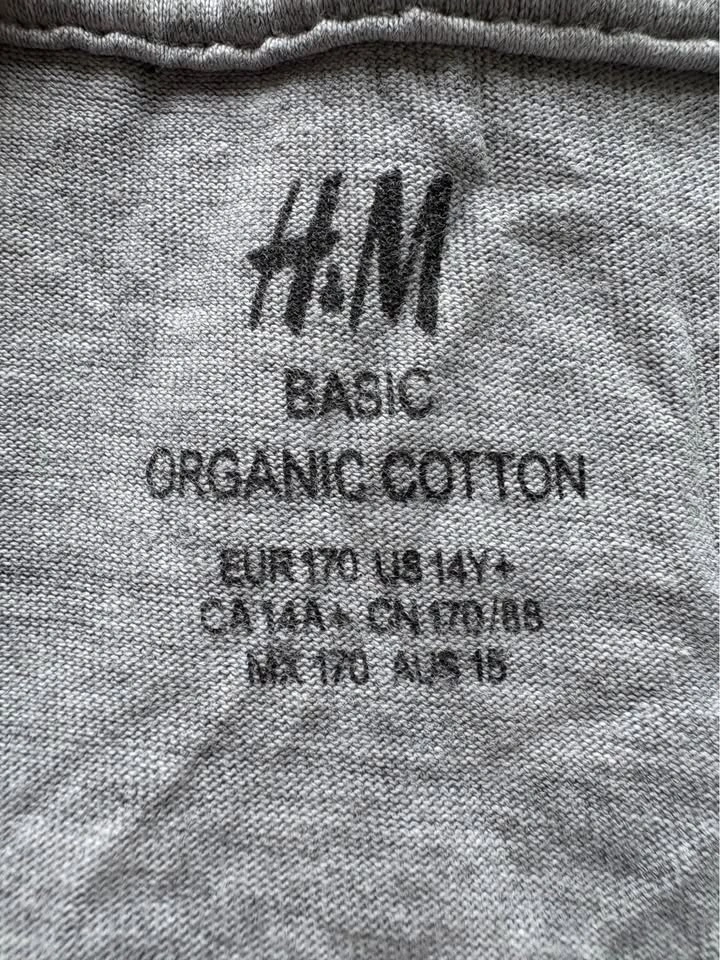 H&M
BASIC
ORGANIC COTTON
EUR 170 US 14Y+
CA 14A+ CN 170/88
MX 170 AUS 15